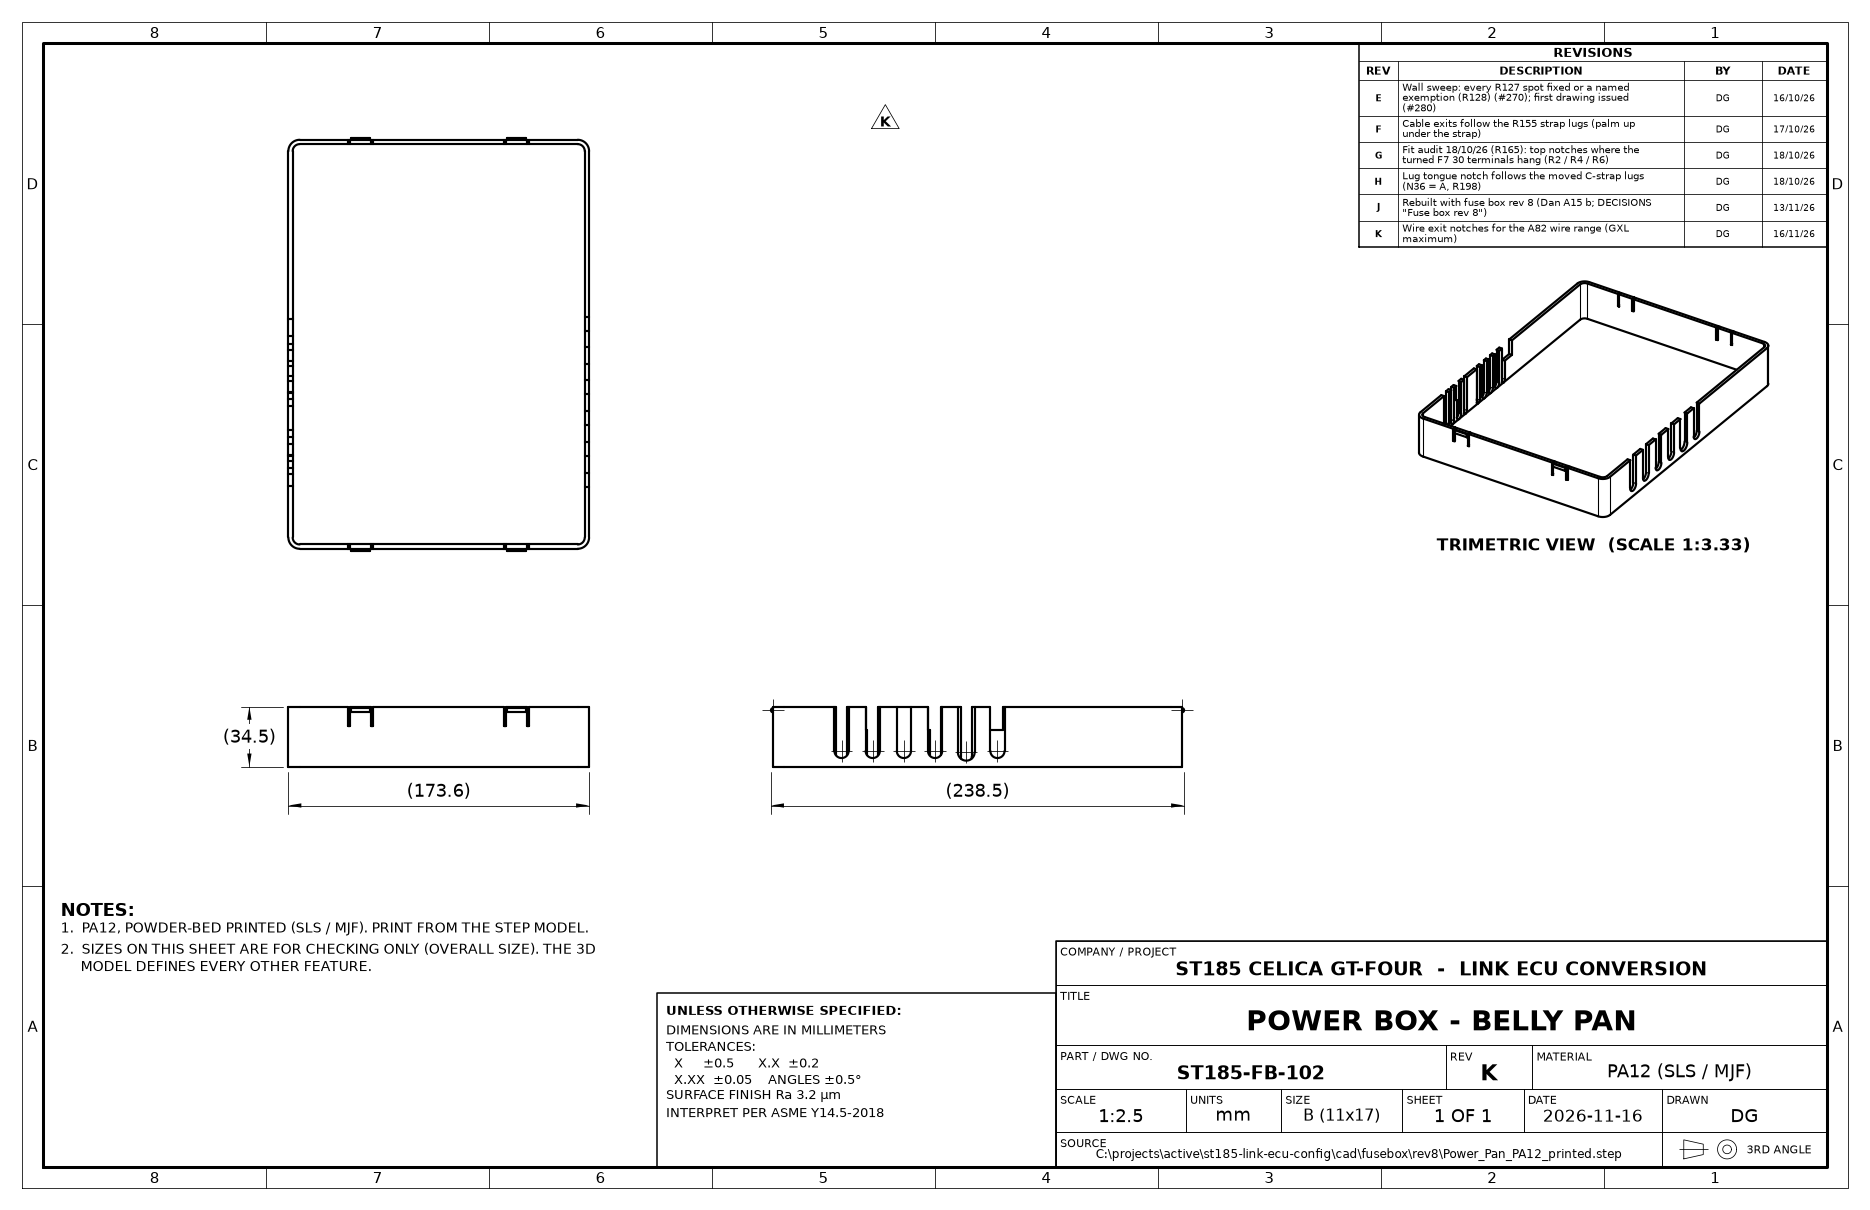 8 7 6 5 4 3 2 1
REVISIONS
REV DESCRIPTION BY DATE
E Wall sweep: every R127 spot fixed or a named
exemption (R128) (#270); first drawing issued
(#280) DG 16/10/26
F Cable exits follow the R155 strap lugs (palm up
under the strap) DG 17/10/26
G Fit audit 18/10/26 (R165): top notches where the
turned F7 30 terminals hang (R2 / R4 / R6) DG 18/10/26
H Lug tongue notch follows the moved C-strap lugs
(N36 = A, R198) DG 18/10/26
J Rebuilt with fuse box rev 8 (Dan A15 b; DECISIONS
"Fuse box rev 8") DG 13/11/26
K Wire exit notches for the A82 wire range (GXL
maximum) DG 16/11/26
K
D D
TRIMETRIC VIEW (SCALE 1:3.33)
C C
(34.5)
B B
(173.6)
(238.5)
NOTES:
1. PA12, POWDER-BED PRINTED (SLS / MJF). PRINT FROM THE STEP MODEL.
2. SIZES ON THIS SHEET ARE FOR CHECKING ONLY (OVERALL SIZE). THE 3D
MODEL DEFINES EVERY OTHER FEATURE.
A A
UNLESS OTHERWISE SPECIFIED:
DIMENSIONS ARE IN MILLIMETERS
TOLERANCES:
X ±0.5 X.X ±0.2
X.XX ±0.05 ANGLES ±0.5°
SURFACE FINISH Ra 3.2 µm
INTERPRET PER ASME Y14.5-2018
COMPANY / PROJECT
ST185 CELICA GT-FOUR - LINK ECU CONVERSION
TITLE
POWER BOX - BELLY PAN
PART / DWG NO.
ST185-FB-102
REV
K
MATERIAL
PA12 (SLS / MJF)
SCALE
1:2.5
UNITS
mm
SIZE
B (11x17)
SHEET
1 OF 1
DATE
2026-11-16
DRAWN
DG
SOURCE
C:\projects\active\st185-link-ecu-config\cad\fusebox\rev8\Power_Pan_PA12_printed.step
3RD ANGLE
8 7 6 5 4 3 2 1